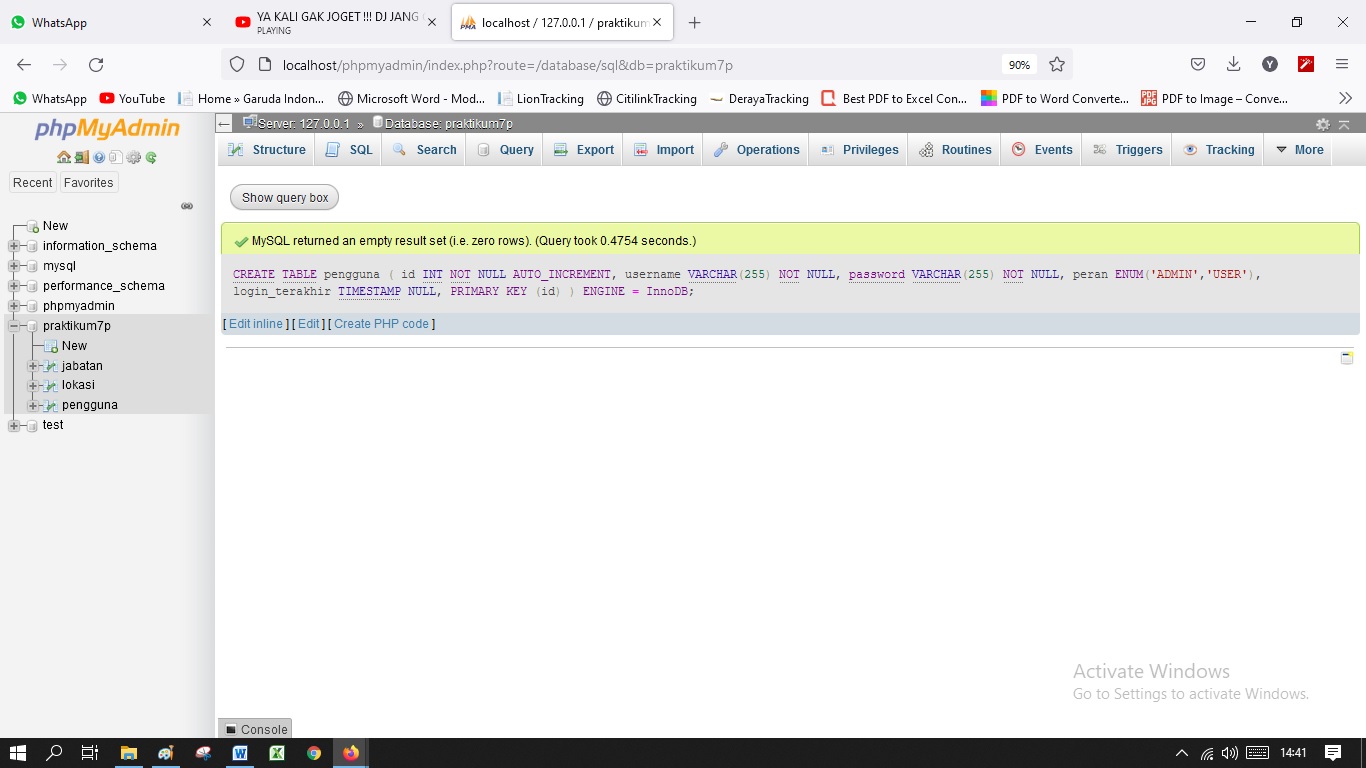 WhatsApp
YA KALI GAK JOGET !!! DJ JANG
PLAYING
localhost / 127.0.0.1 / praktikum
localhost/phpmyadmin/index.php?route=/database/sql&db=praktikum7p
90%
Y
WhatsApp
YouTube
Home » Garuda Indon...
Microsoft Word - Mod...
LionTracking
CitilinkTracking
DerayaTracking
Best PDF to Excel Con...
PDF to Word Converte...
PDF to Image – Conve...
phpMyAdmin
Recent
Favorites
New
information_schema
mysql
performance_schema
phpmyadmin
praktikum7p
New
jabatan
lokasi
pengguna
test
Server: 127.0.0.1 » Database: praktikum7p
Structure
SQL
Search
Query
Export
Import
Operations
Privileges
Routines
Events
Triggers
Tracking
More
Show query box
MySQL returned an empty result set (i.e. zero rows). (Query took 0.4754 seconds.)
CREATE TABLE pengguna ( id INT NOT NULL AUTO_INCREMENT, username VARCHAR(255) NOT NULL, password VARCHAR(255) NOT NULL, peran ENUM('ADMIN','USER'),
login_terakhir TIMESTAMP NULL, PRIMARY KEY (id) ) ENGINE = InnoDB;
[ Edit inline ] [ Edit ] [ Create PHP code ]
Activate Windows
Go to Settings to activate Windows.
Console
14:41